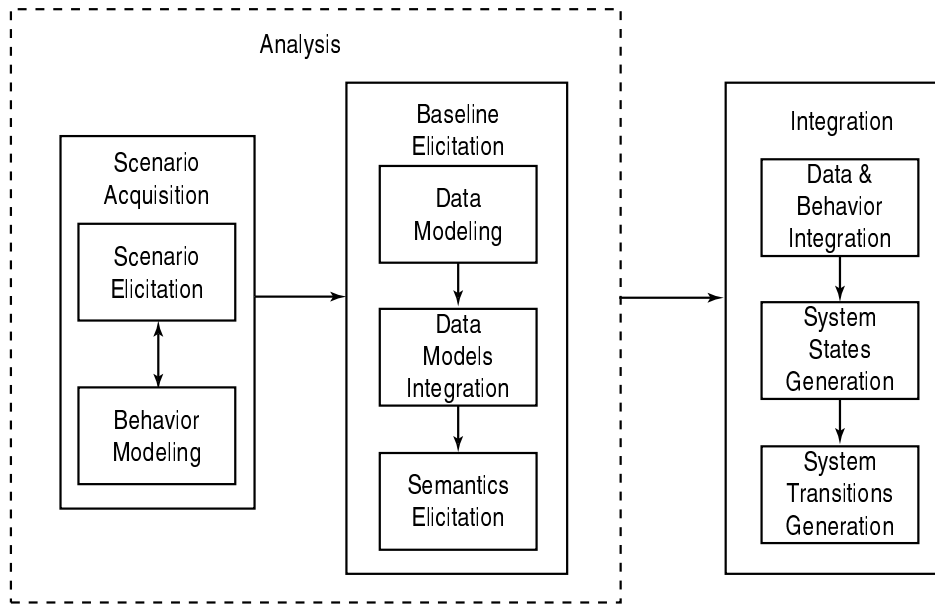 Analysis
Scenario
Acquisition
Scenario
Elicitation
Behavior
Modeling
Baseline
Elicitation
Data
Modeling
Data
Models
Integration
Semantics
Elicitation
Integration
Data &
Behavior
Integration
System
States
Generation
System
Transitions
Generation